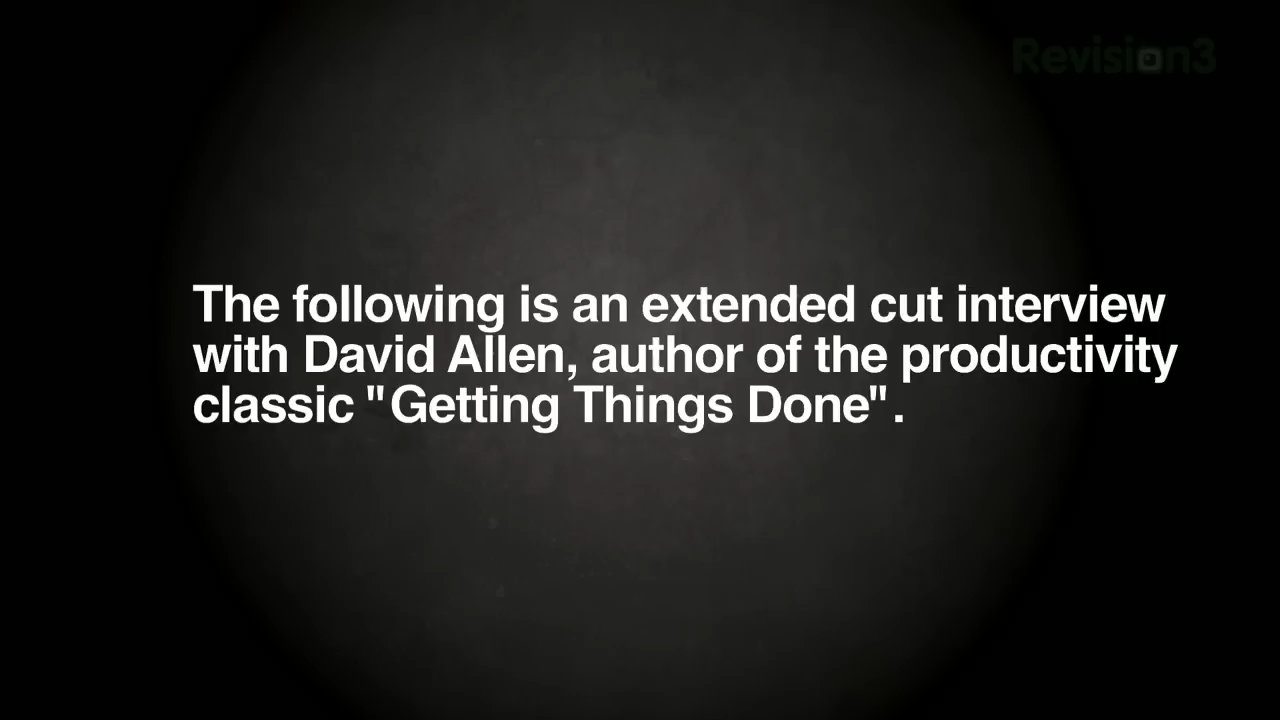 Revision3
The following is an extended cut interview
with David Allen, author of the productivity
classic "Getting Things Done".